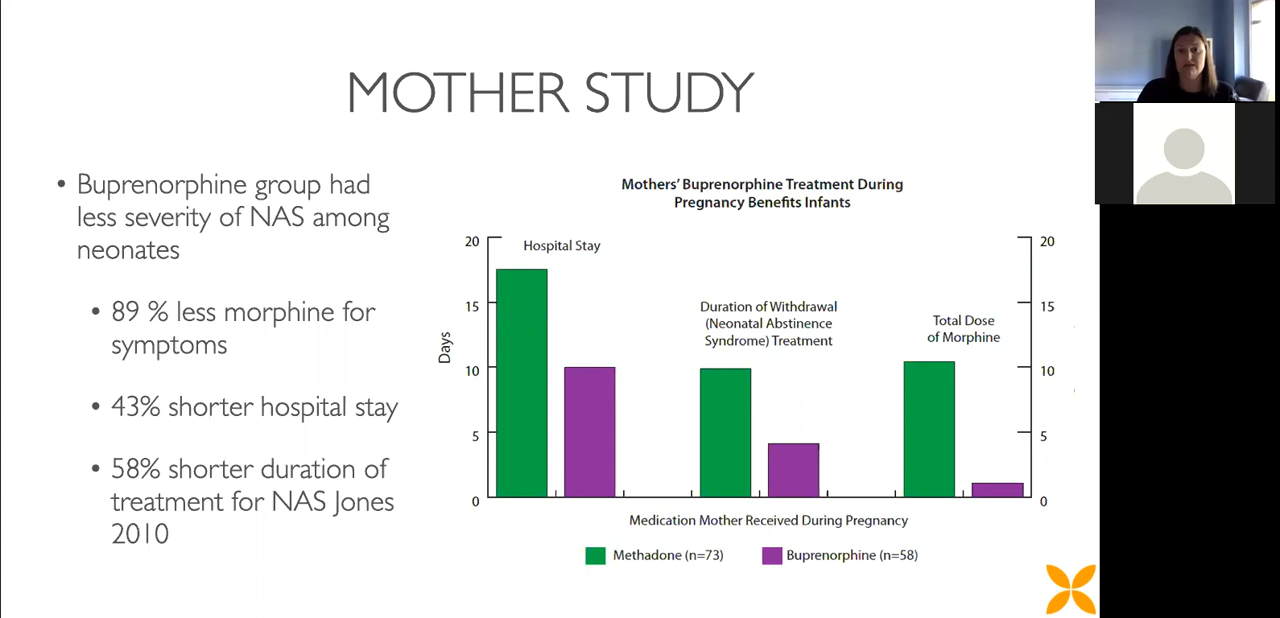 MOTHER STUDY
• Buprenorphine group had
less severity of NAS among
neonates
• 89 % less morphine for
symptoms
• 43% shorter hospital stay
• 58% shorter duration of
treatment for NAS Jones
2010
Mothers' Buprenorphine Treatment During
Pregnancy Benefits Infants
20
15
10
5
0
Days
Hospital Stay
Duration of Withdrawal
(Neonatal Abstinence
Syndrome) Treatment
Total Dose
of Morphine
20
15
10
5
0
Medication Mother Received During Pregnancy
Methadone (n=73)
Buprenorphine (n=58)